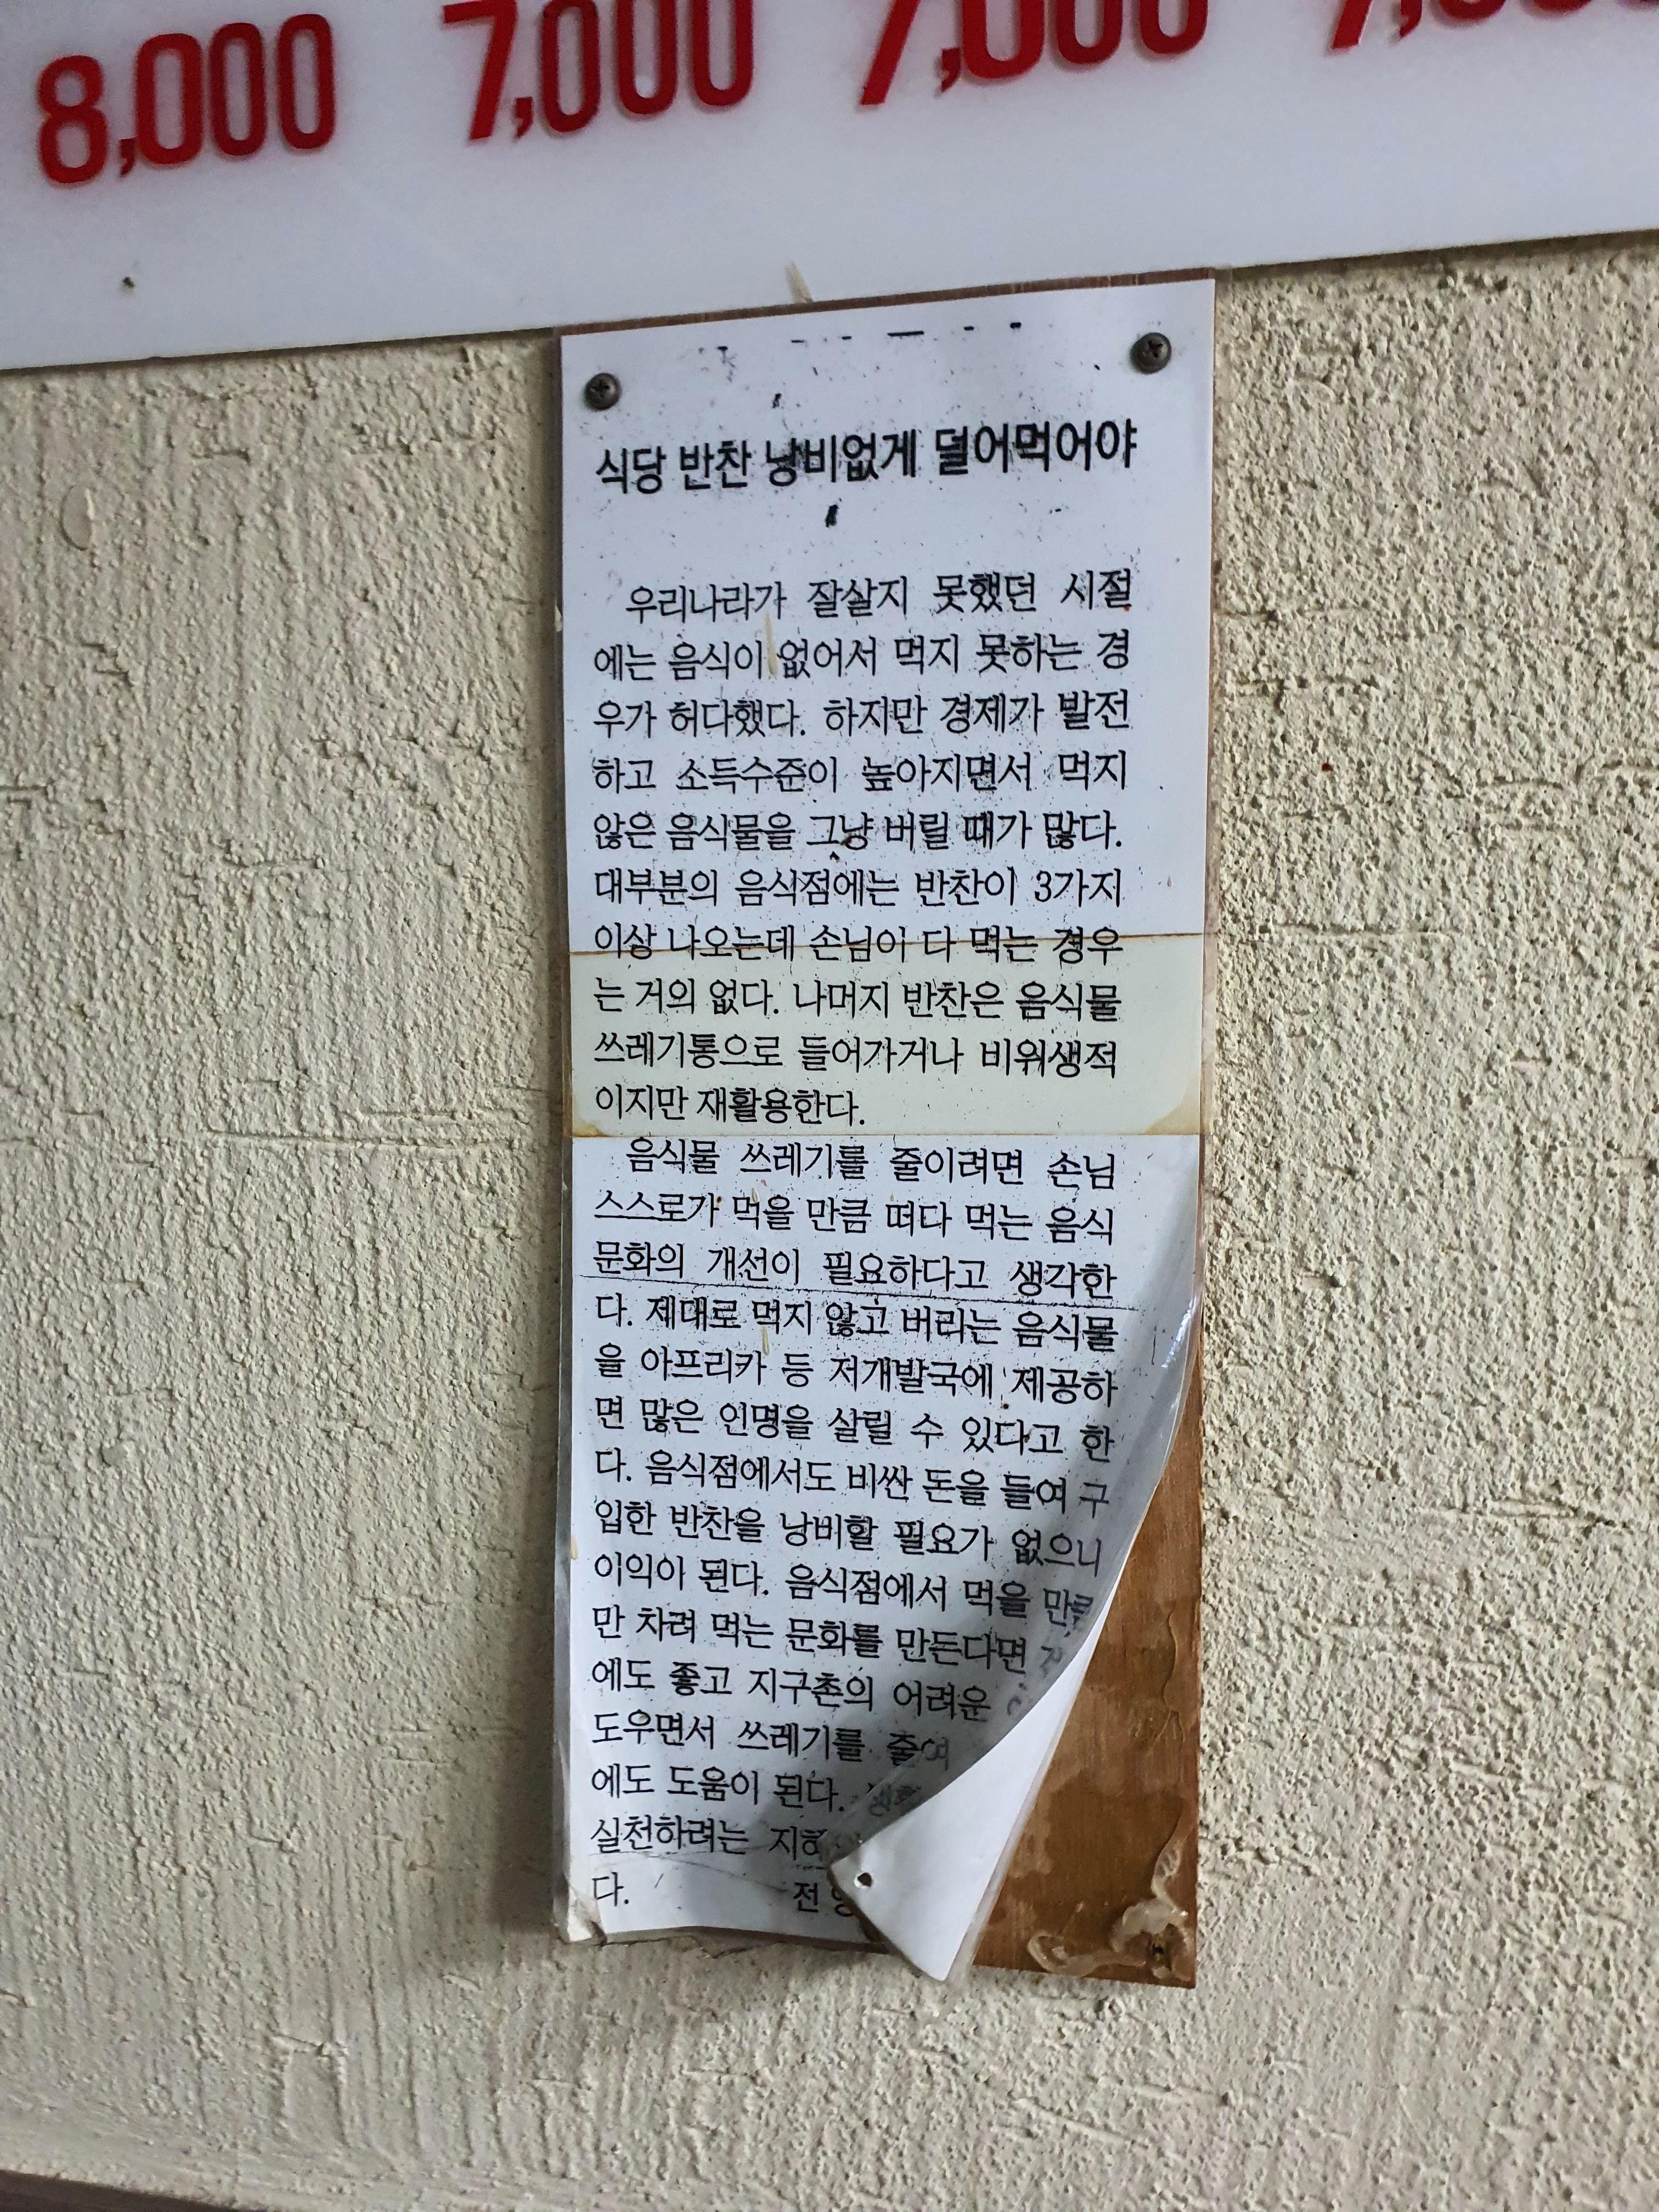 8,000 7,000 7,000
식당 반찬 낭비없게 덜어먹어야
우리나라가 잘살지 못했던 시절
에는 음식이 없어서 먹지 못하는 경
우가 허다했다. 하지만 경제가 발전
하고 소득수준이 높아지면서 먹지
않은 음식물을 그냥 버릴 때가 많다.
대부분의 음식점에는 반찬이 3가지
이상 나오는데 손님이 다 먹는 경우
는 거의 없다. 나머지 반찬은 음식물
쓰레기통으로 들어가거나 비위생적
이지만 재활용한다.
음식물 쓰레기를 줄이려면 손님
스스로가 먹을 만큼 떠다 먹는 음식
문화의 개선이 필요하다고 생각한
다. 제대로 먹지 않고 버리는 음식물
을 아프리카 등 저개발국에 제공하
면 많은 인명을 살릴 수 있다고 한
다. 음식점에서도 비싼 돈을 들여 구
입한 반찬을 낭비할 필요가 없으니
이익이 된다. 음식점에서 먹을 만큼
만 차려 먹는 문화를 만든다면
에도 좋고 지구촌의 어려운
도우면서 쓰레기를 줄여
에도 도움이 된다.
실천하려는
다. 전